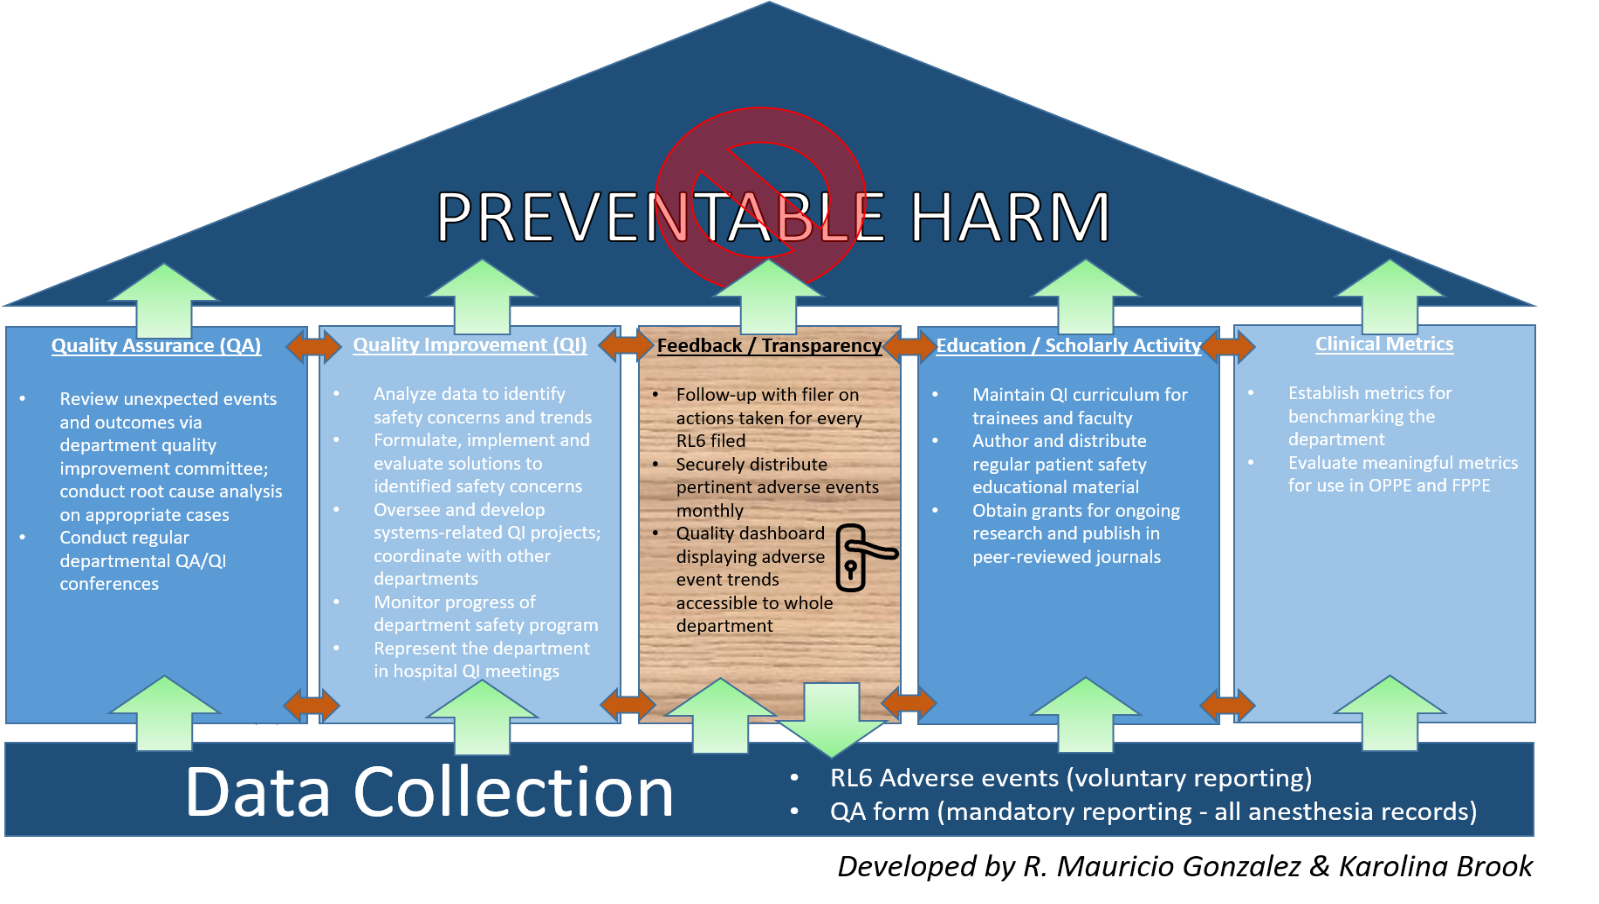 PREVENTABLE HARM
Quality Assurance (QA)
• Review unexpected events
and outcomes via
department quality
improvement committee;
conduct root cause analysis
on appropriate cases
• Conduct regular
departmental QA/QI
conferences
Quality Improvement (QI)
• Analyze data to identify
safety concerns and trends
• Formulate, implement and
evaluate solutions to
identified safety concerns
• Oversee and develop
systems-related QI projects;
coordinate with other
departments
• Monitor progress of
department safety program
• Represent the department
in hospital QI meetings
Feedback / Transparency
• Follow-up with filer on
actions taken for every
RL6 filed
• Securely distribute
pertinent adverse events
monthly
• Quality dashboard
displaying adverse
event trends
accessible to whole
department
Education / Scholarly Activity
• Maintain QI curriculum for
trainees and faculty
• Author and distribute
regular patient safety
educational material
• Obtain grants for ongoing
research and publish in
peer-reviewed journals
Clinical Metrics
• Establish metrics for
benchmarking the
department
• Evaluate meaningful metrics
for use in OPPE and FPPE
Data Collection
• RL6 Adverse events (voluntary reporting)
• QA form (mandatory reporting - all anesthesia records)
Developed by R. Mauricio Gonzalez & Karolina Brook